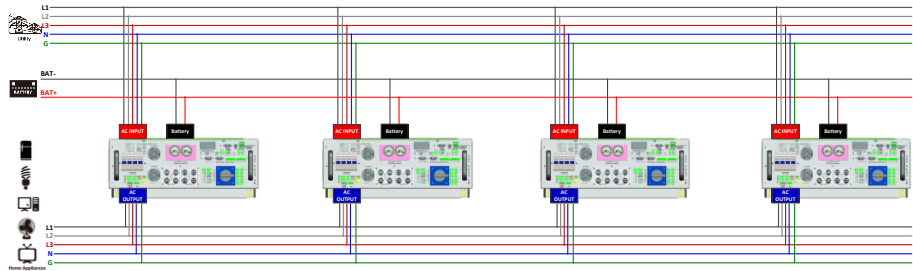 L1
L2
L3
N
G
Utility
BAT-
BATTERY
BAT+
AC INPUT
Battery
AC INPUT
Battery
AC INPUT
Battery
AC INPUT
Battery
AC
OUTPUT
AC
OUTPUT
AC
OUTPUT
AC
OUTPUT
L1
L2
L3
N
G
Home Appliances